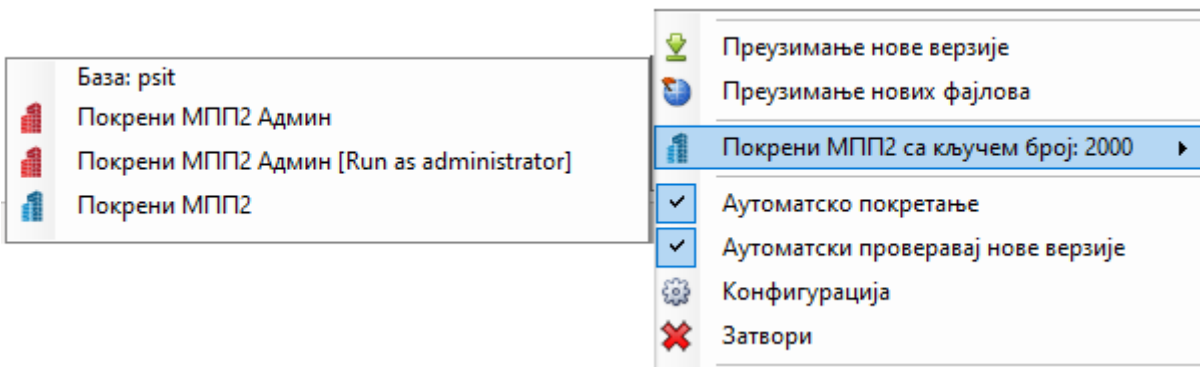 База: psit
Покрени МПП2 Админ
Покрени МПП2 Админ [Run as administrator]
Покрени МПП2
Преузимање нове верзије
Преузимање нових фајлова
Покрени МПП2 са кључем број: 2000
Аутоматско покретање
Аутоматски проверавај нове верзије
Конфигурација
Затвори